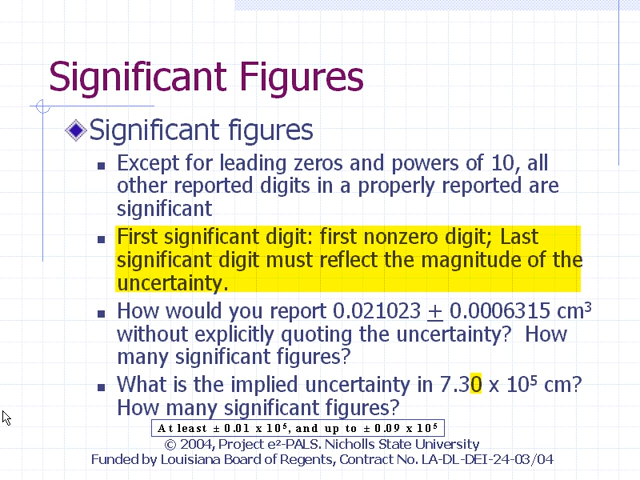 Significant Figures
Significant figures
Except for leading zeros and powers of 10, all
other reported digits in a properly reported are
significant
First significant digit: first nonzero digit; Last
significant digit must reflect the magnitude of the
uncertainty.
How would you report 0.021023 ± 0.0006315 cm³
without explicitly quoting the uncertainty? How
many significant figures?
What is the implied uncertainty in 7.30 x 10⁵ cm?
How many significant figures?
At least ± 0.01 x 10⁵, and up to ± 0.09 x 10⁵
© 2004, Project e²-PALS. Nicholls State University
Funded by Louisiana Board of Regents, Contract No. LA-DL-DEI-24-03/04